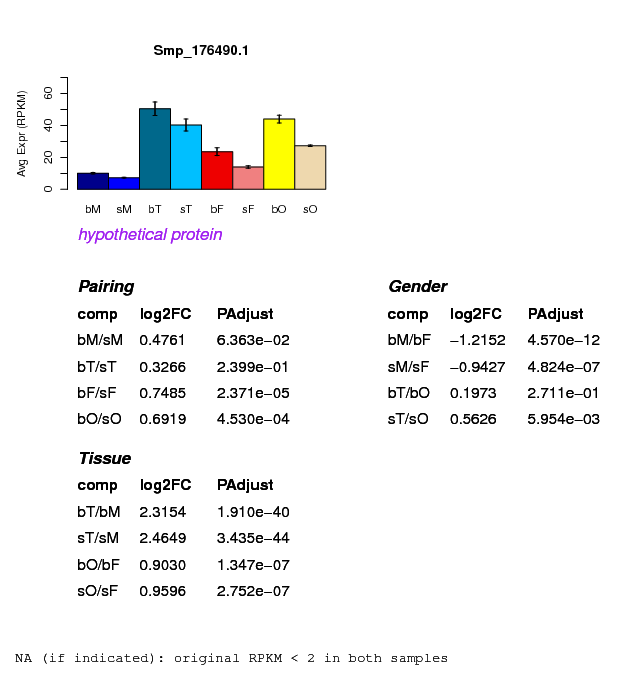 Smp_176490.1
Avg Expr (RPKM)
0 20 40 60
bM sM bT sT bF sF bO sO
hypothetical protein
Pairing
comp log2FC PAdjust
bM/sM 0.4761 6.363e−02
bT/sT 0.3266 2.399e−01
bF/sF 0.7485 2.371e−05
bO/sO 0.6919 4.530e−04
Gender
comp log2FC PAdjust
bM/bF −1.2152 4.570e−12
sM/sF −0.9427 4.824e−07
bT/bO 0.1973 2.711e−01
sT/sO 0.5626 5.954e−03
Tissue
comp log2FC PAdjust
bT/bM 2.3154 1.910e−40
sT/sM 2.4649 3.435e−44
bO/bF 0.9030 1.347e−07
sO/sF 0.9596 2.752e−07
NA (if indicated): original RPKM < 2 in both samples